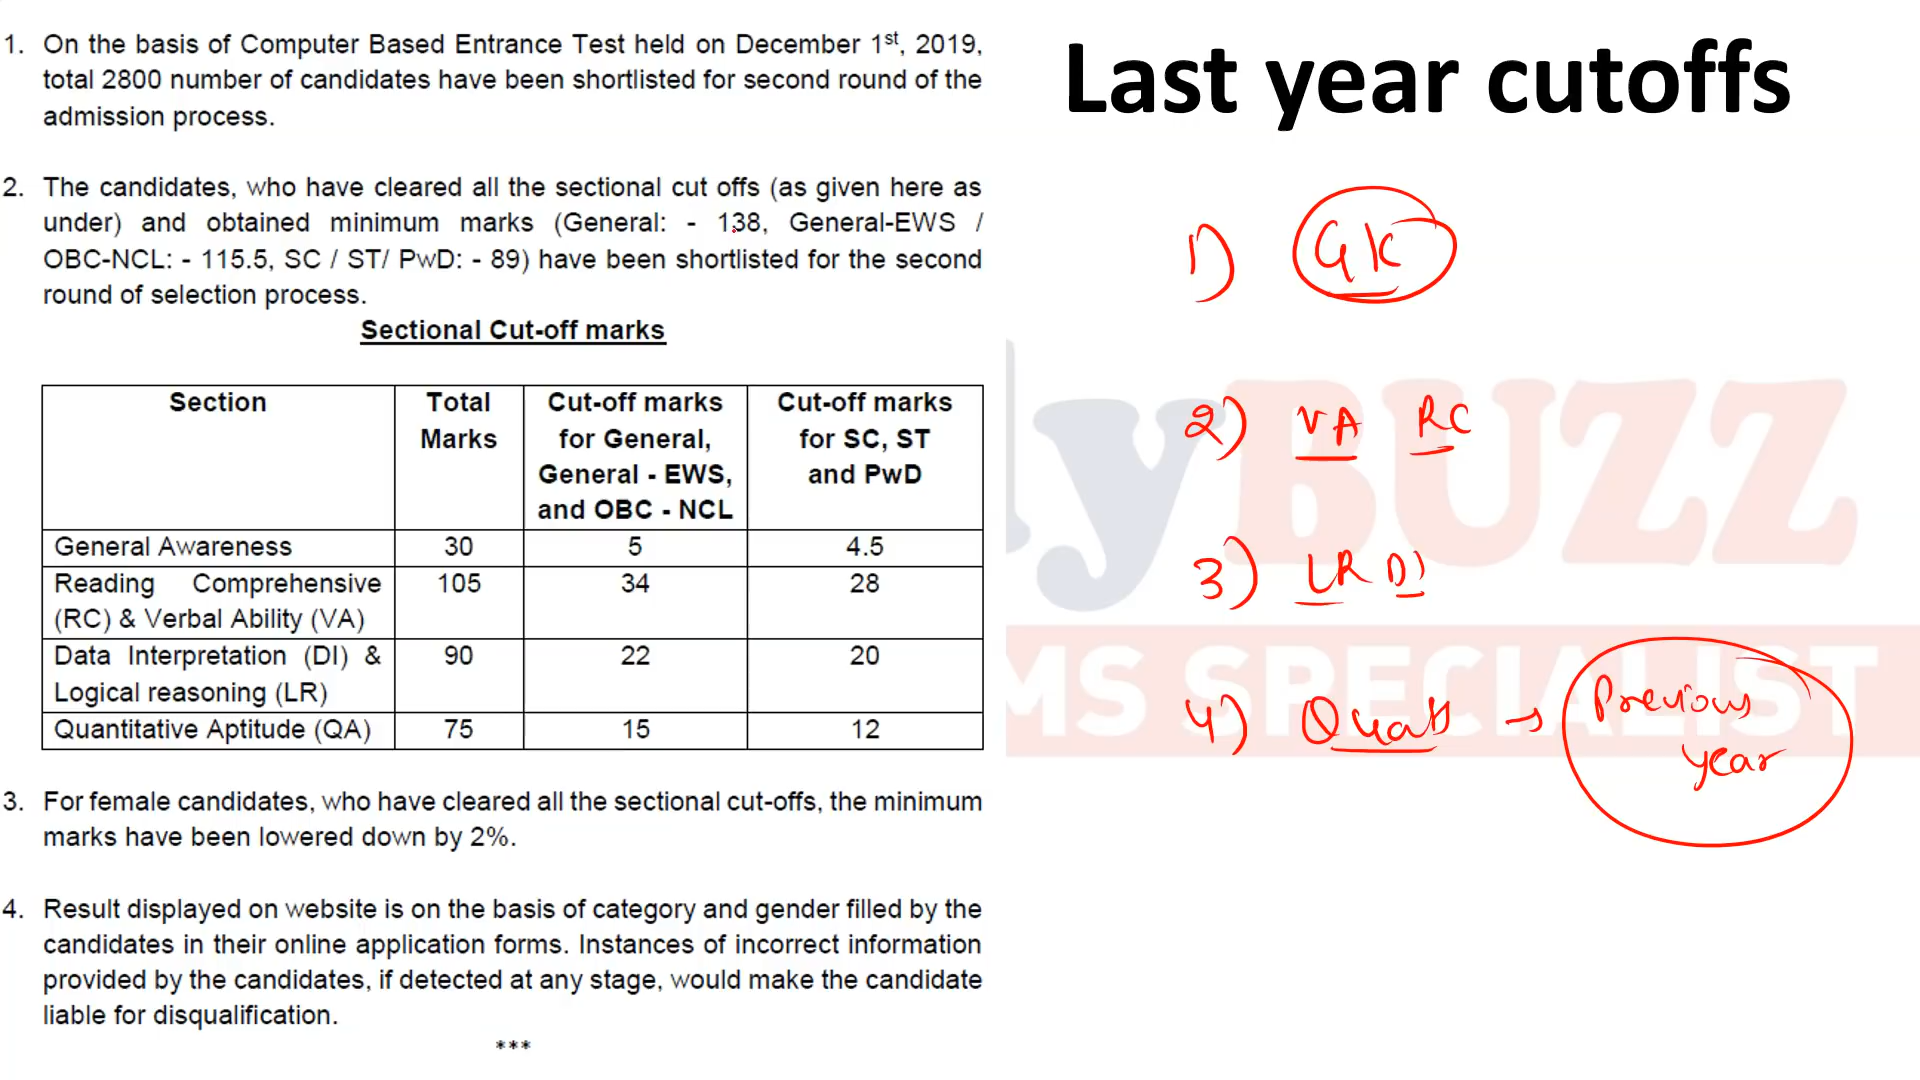 1. On the basis of Computer Based Entrance Test held on December 1st, 2019,
total 2800 number of candidates have been shortlisted for second round of the
admission process.
2. The candidates, who have cleared all the sectional cut offs (as given here as
under) and obtained minimum marks (General: - 138, General-EWS /
OBC-NCL: - 115.5, SC / ST/ PwD: - 89) have been shortlisted for the second
round of selection process.
Sectional Cut-off marks
Section Total Marks Cut-off marks for General, General - EWS, and OBC - NCL Cut-off marks for SC, ST and PwD
General Awareness 30 5 4.5
Reading Comprehensive (RC) & Verbal Ability (VA) 105 34 28
Data Interpretation (DI) & Logical reasoning (LR) 90 22 20
Quantitative Aptitude (QA) 75 15 12
3. For female candidates, who have cleared all the sectional cut-offs, the minimum
marks have been lowered down by 2%.
4. Result displayed on website is on the basis of category and gender filled by the
candidates in their online application forms. Instances of incorrect information
provided by the candidates, if detected at any stage, would make the candidate
liable for disqualification.
***
Last year cutoffs
1) GK
2) VA RC
3) LR DI
4) Quant → Previous
year
yBUZZ
MS SPECIALIST